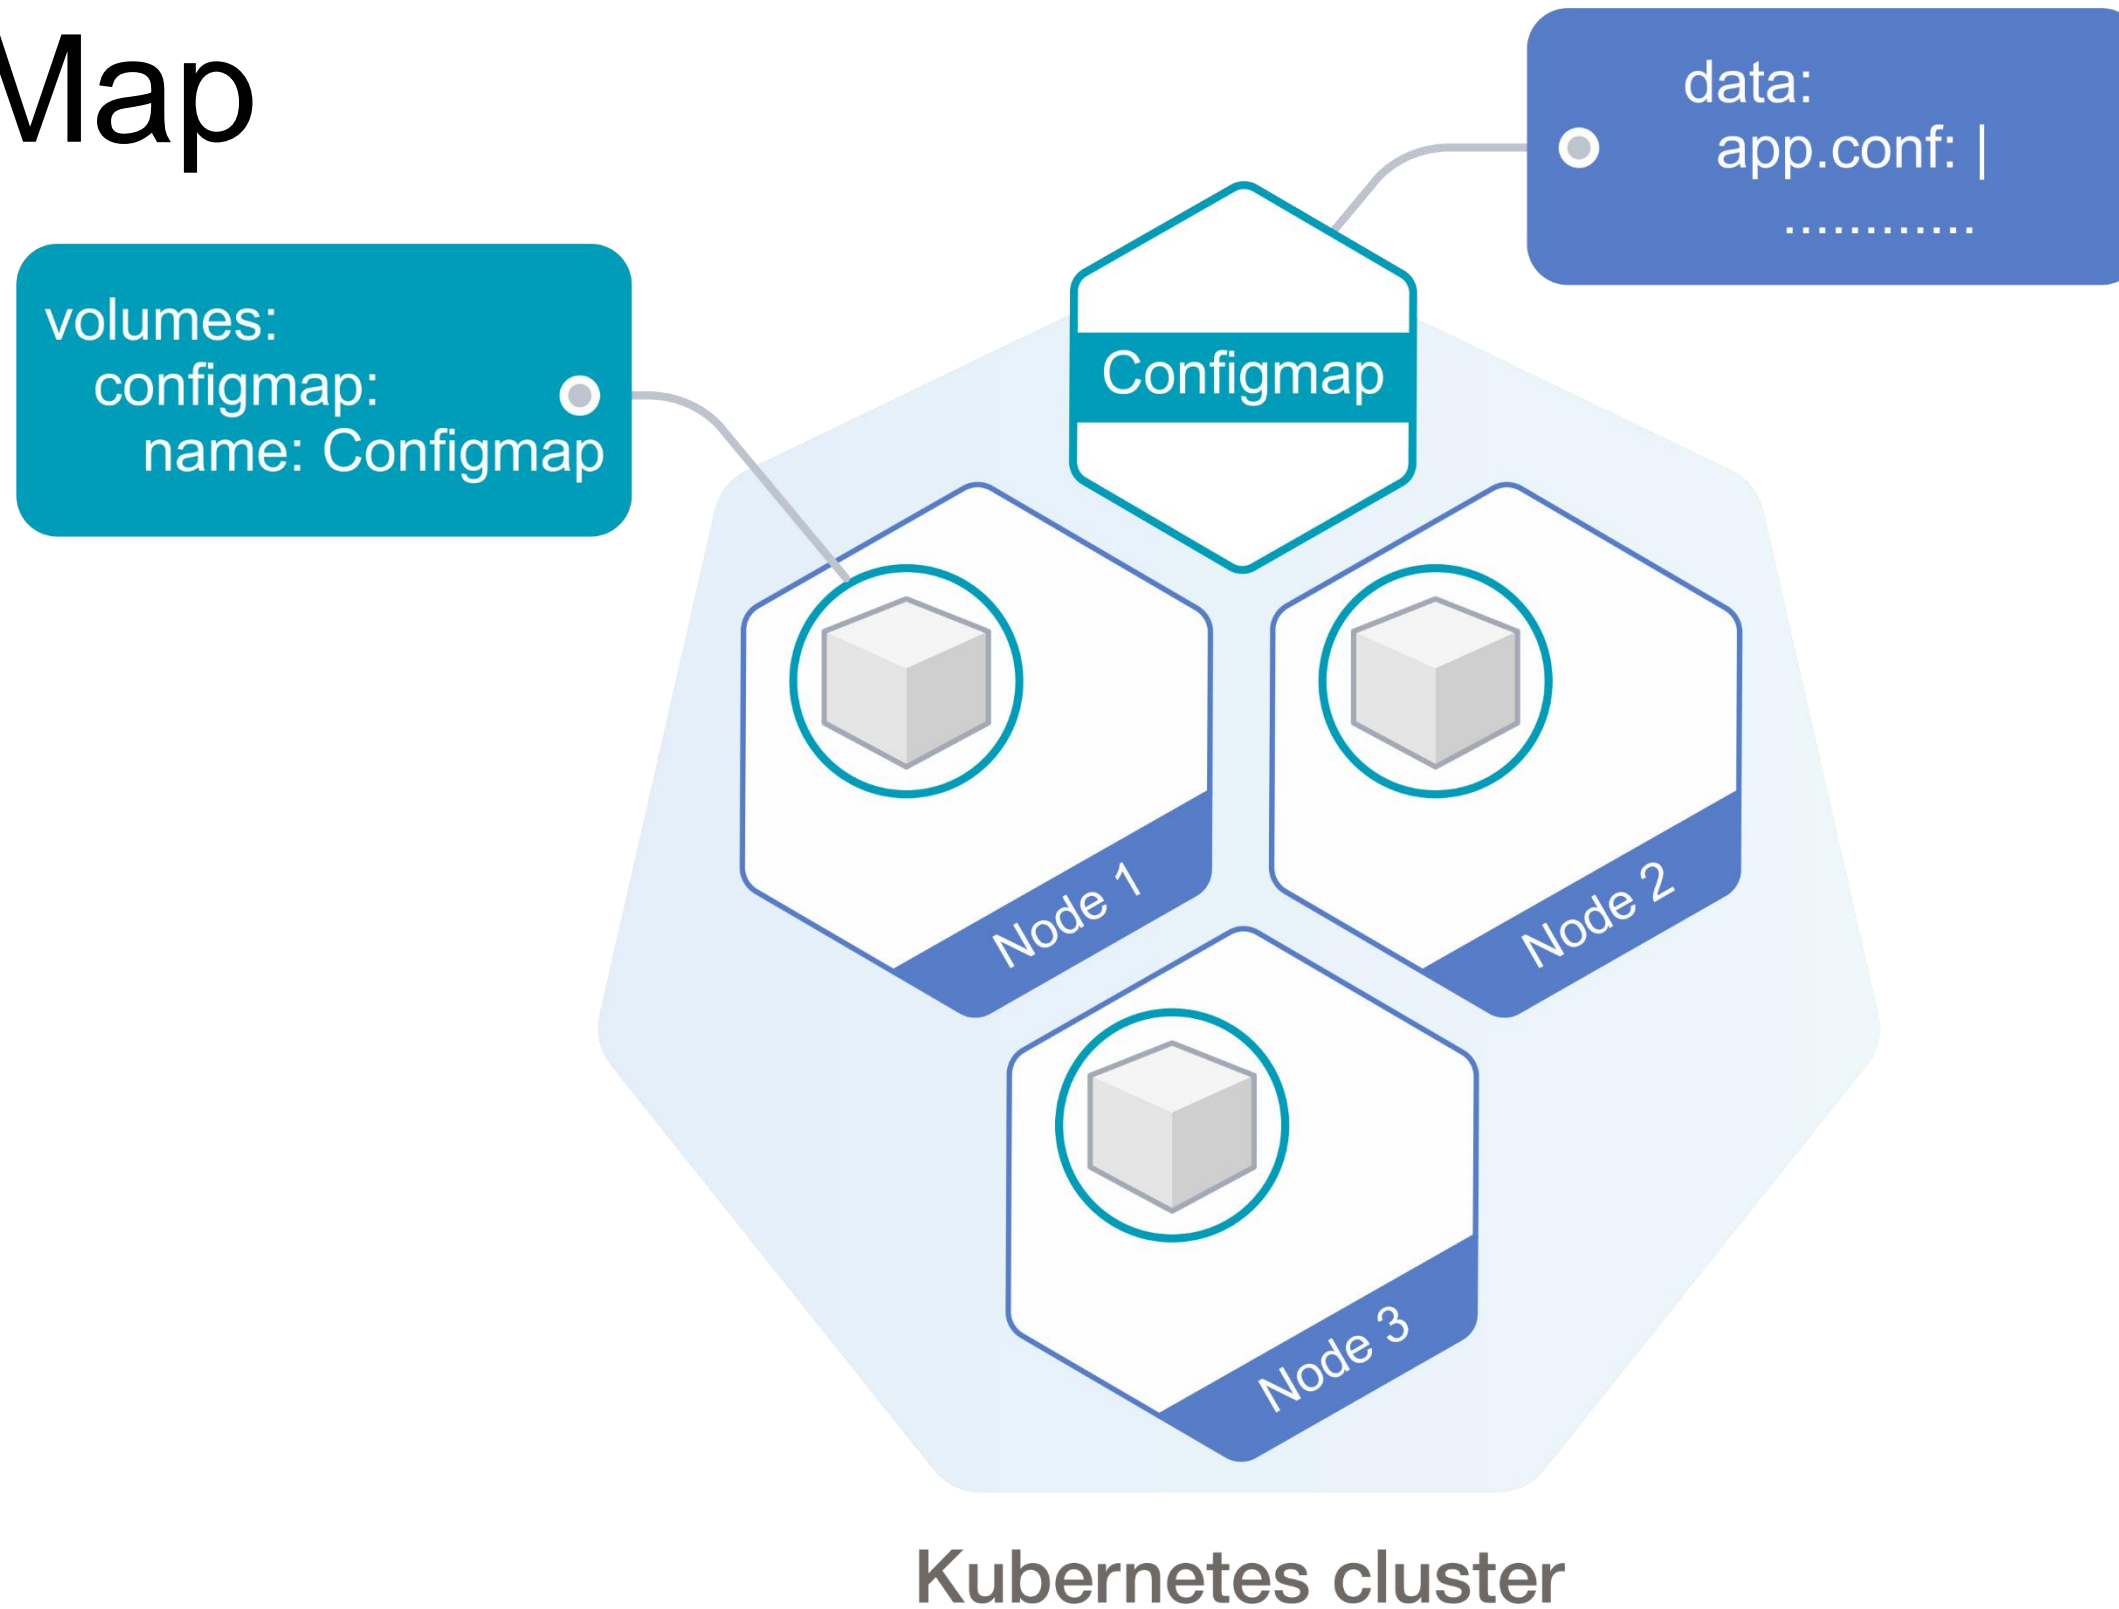 Map
data:
app.conf: |
............
volumes:
configmap:
name: Configmap
Configmap
Node 1
Node 2
Node 3
Kubernetes cluster